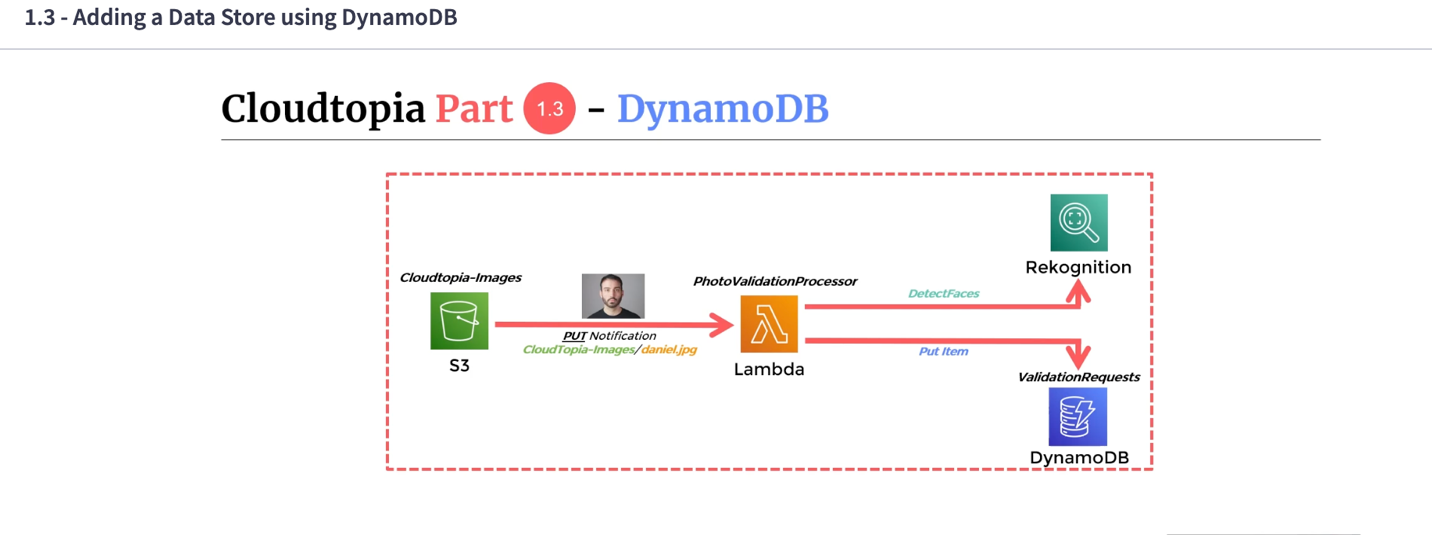 1.3 - Adding a Data Store using DynamoDB
Cloudtopia Part 1.3 - DynamoDB
Rekognition
Cloudtopia-Images
PhotoValidationProcessor
DetectFaces
PUT Notification
CloudTopia-Images/daniel.jpg
Put Item
S3
Lambda
ValidationRequests
DynamoDB